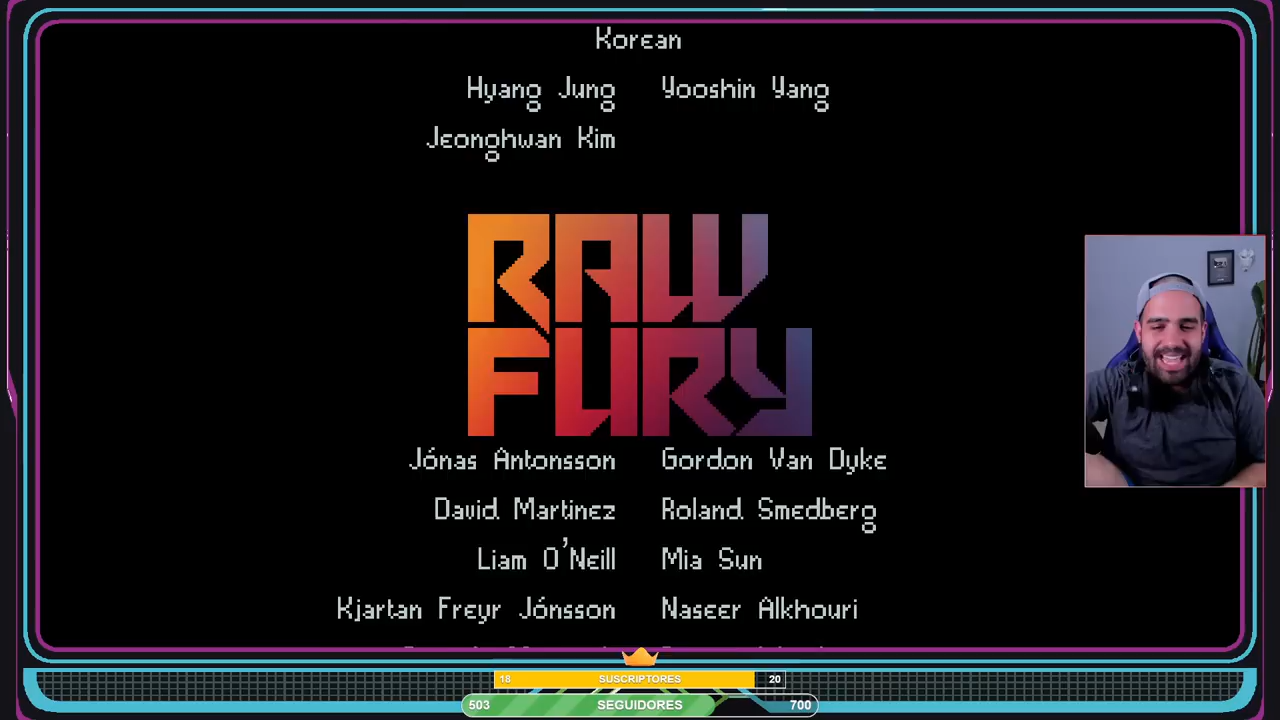 Korean
Hyang Jung Yooshin Yang
Jeonghwan Kim
RAW
FURY
Jónas Antonsson Gordon Van Dyke
David Martinez Roland Smedberg
Liam O'Neill Mia Sun
Kjartan Freyr Jónsson Naseer Alkhouri
18 SUSCRIPTORES 20
503 SEGUIDORES 700